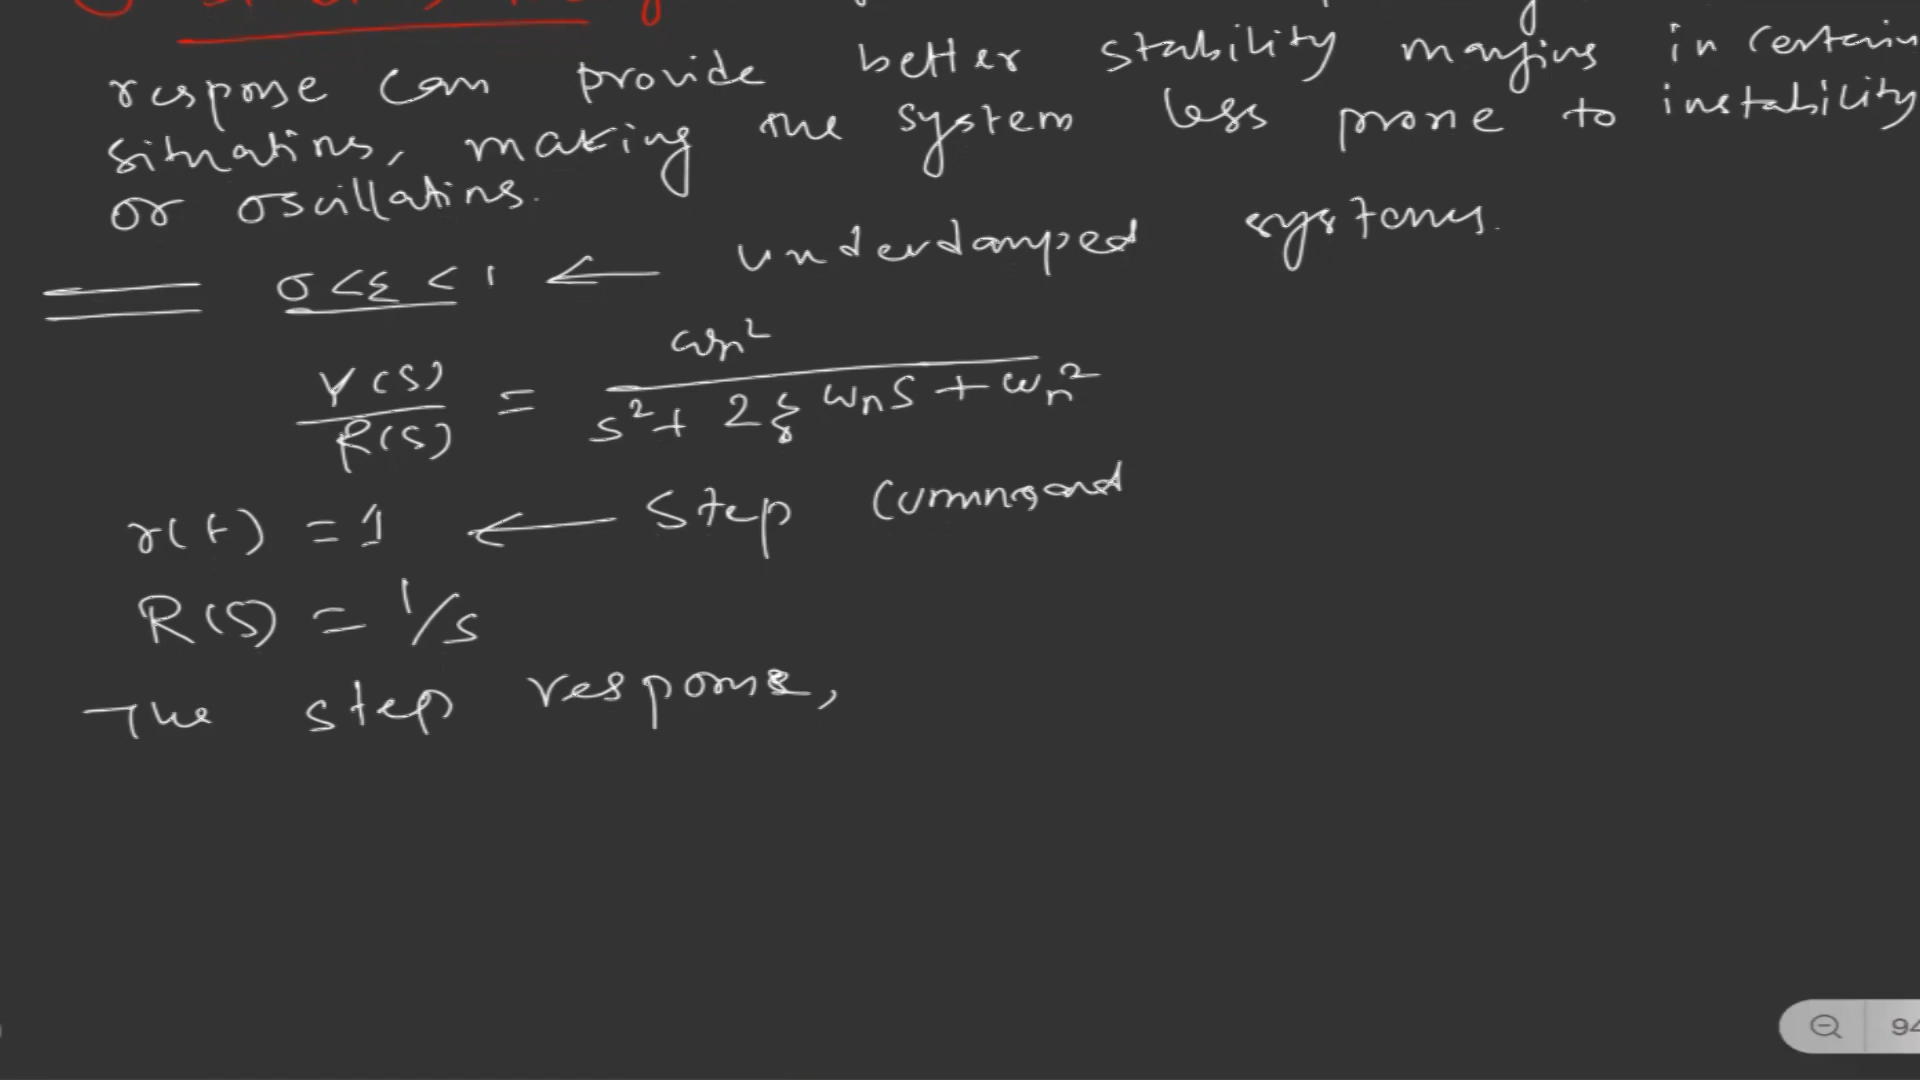 response can provide better stability margins in certain
situations, making the system less prone to instability
or oscillations.
0<ξ<1 ← underdamped systems.
Y(s)/R(s) = ωn²/(s²+2ξωns+ωn²)
r(t) = 1 ← Step command
R(s) = 1/s
The step response,
94